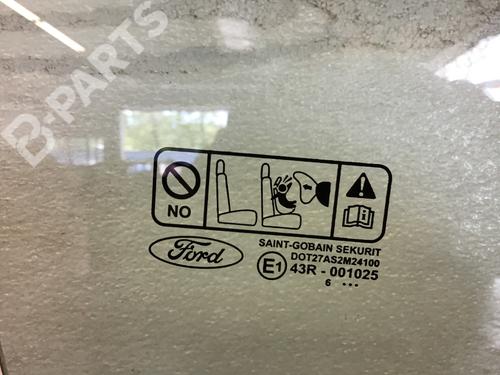 B-PARTS
NO
Ford
SAINT-GOBAIN SEKURIT
DOT27AS2M24100
E1
43R - 001025
6 ...